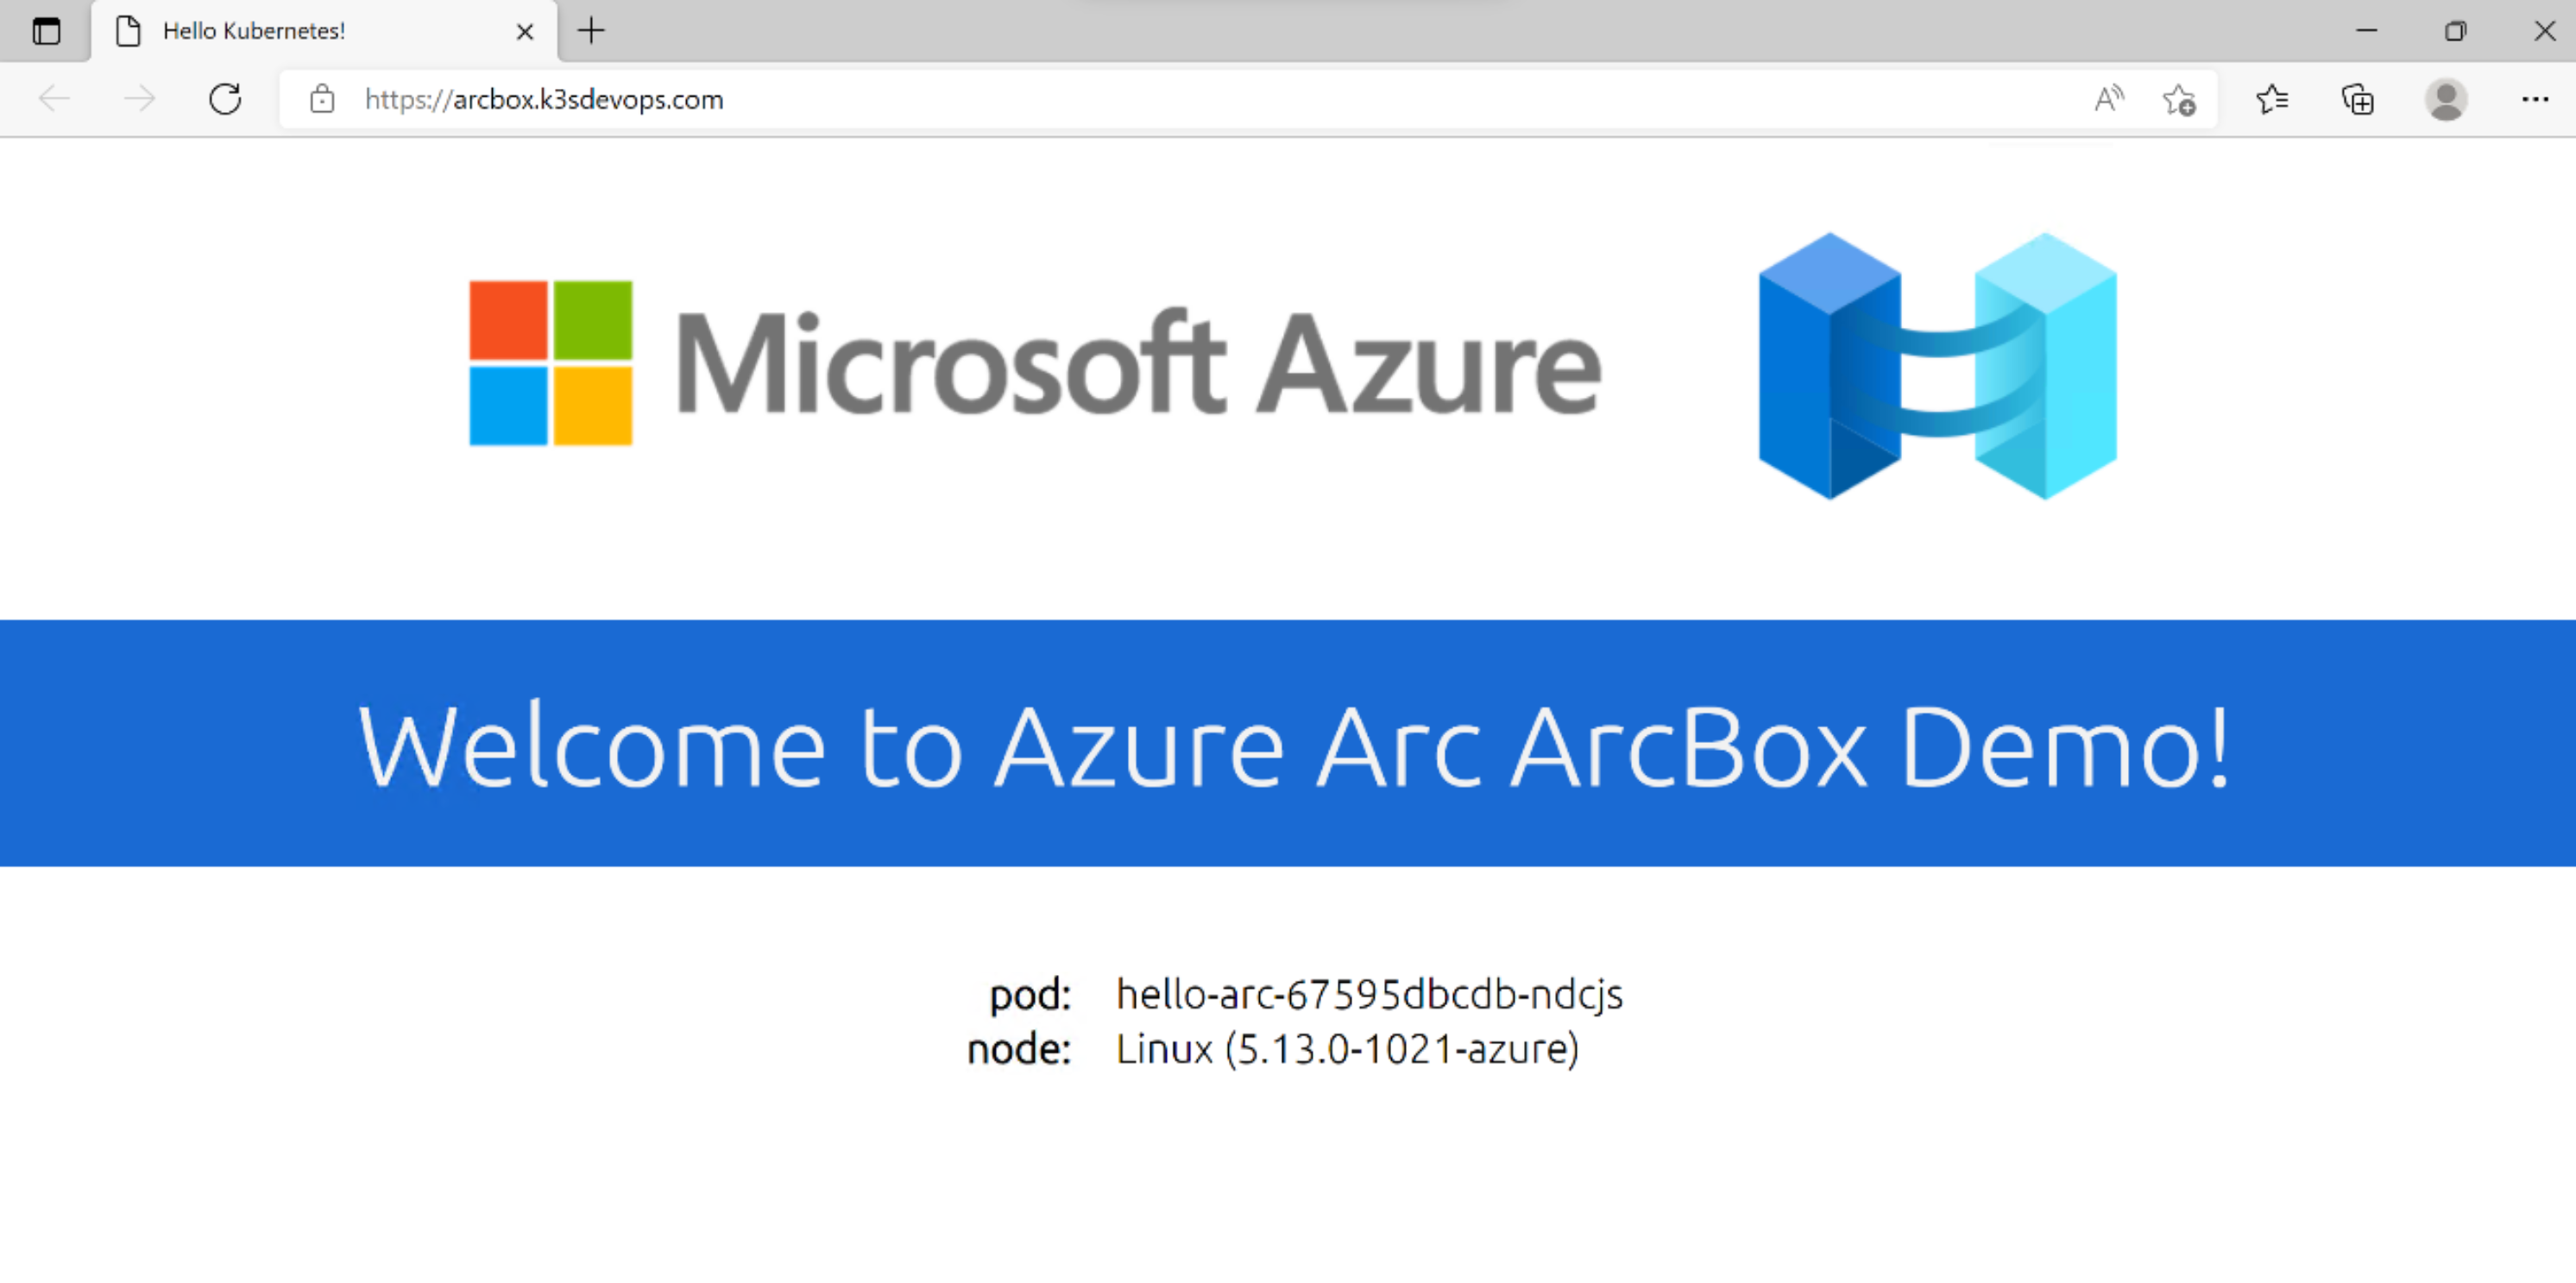 Hello Kubernetes!
https://arcbox.k3sdevops.com
Microsoft Azure
Welcome to Azure Arc ArcBox Demo!
pod: hello-arc-67595dbcdb-ndcjs
node: Linux (5.13.0-1021-azure)